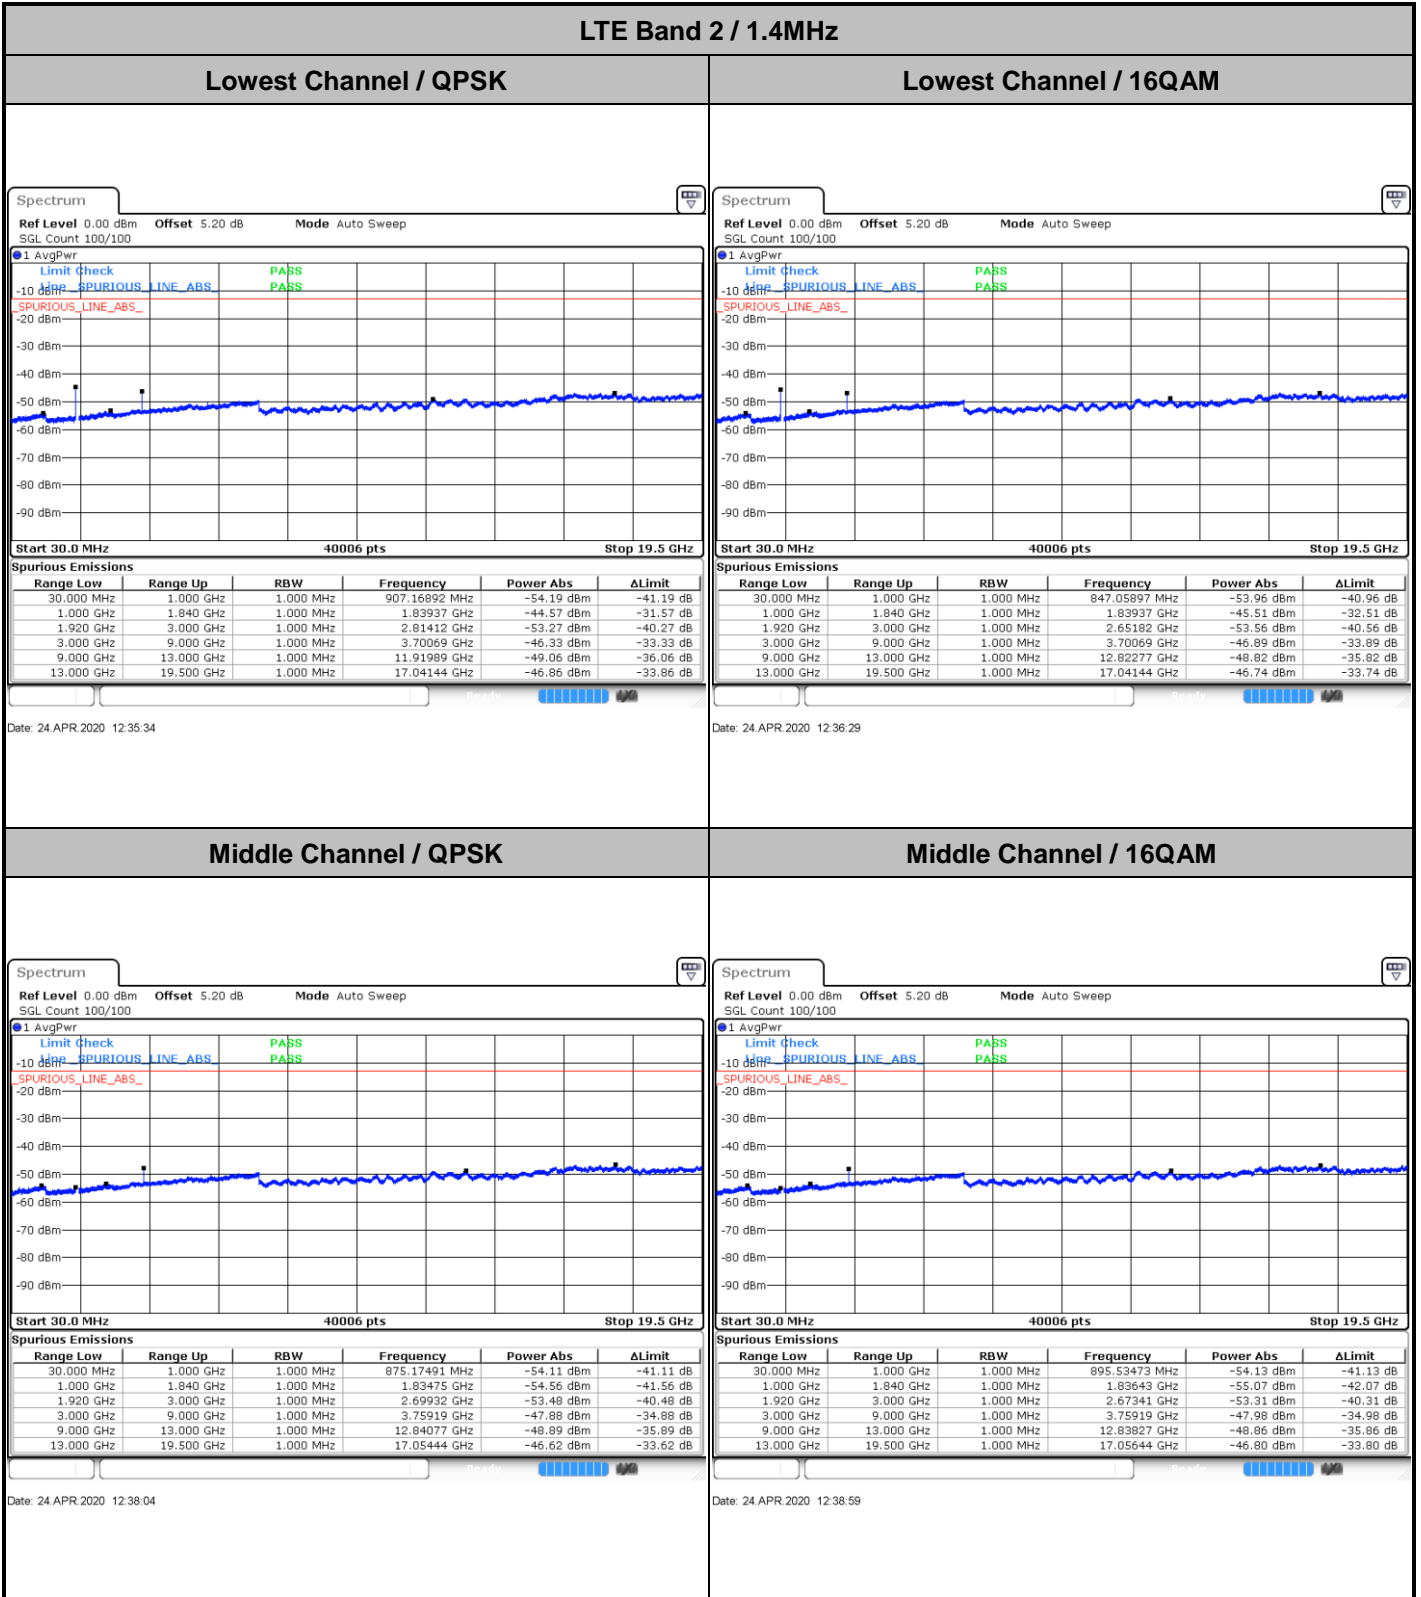 LTE Band 2 / 1.4MHz
Lowest Channel / QPSK
Lowest Channel / 16QAM
Spectrum
Ref Level 0.00 dBm Offset 5.20 dB Mode Auto Sweep
SGL Count 100/100
1 AvgPwr
Limit Check PASS
Line _SPURIOUS_LINE_ABS_ PASS
-10 dBm
_SPURIOUS_LINE_ABS_
-20 dBm
-30 dBm
-40 dBm
-50 dBm
-60 dBm
-70 dBm
-80 dBm
-90 dBm
Start 30.0 MHz 40006 pts Stop 19.5 GHz
Spurious Emissions
Range Low Range Up RBW Frequency Power Abs ΔLimit
30.000 MHz 1.000 GHz 1.000 MHz 907.16892 MHz -54.19 dBm -41.19 dB
1.000 GHz 1.840 GHz 1.000 MHz 1.83937 GHz -44.57 dBm -31.57 dB
1.920 GHz 3.000 GHz 1.000 MHz 2.81412 GHz -53.27 dBm -40.27 dB
3.000 GHz 9.000 GHz 1.000 MHz 3.70069 GHz -46.33 dBm -33.33 dB
9.000 GHz 13.000 GHz 1.000 MHz 11.91989 GHz -49.06 dBm -36.06 dB
13.000 GHz 19.500 GHz 1.000 MHz 17.04144 GHz -46.86 dBm -33.86 dB
Ready
Date: 24.APR.2020 12:35:34
Spectrum
Ref Level 0.00 dBm Offset 5.20 dB Mode Auto Sweep
SGL Count 100/100
1 AvgPwr
Limit Check PASS
Line _SPURIOUS_LINE_ABS_ PASS
-10 dBm
_SPURIOUS_LINE_ABS_
-20 dBm
-30 dBm
-40 dBm
-50 dBm
-60 dBm
-70 dBm
-80 dBm
-90 dBm
Start 30.0 MHz 40006 pts Stop 19.5 GHz
Spurious Emissions
Range Low Range Up RBW Frequency Power Abs ΔLimit
30.000 MHz 1.000 GHz 1.000 MHz 847.05897 MHz -53.96 dBm -40.96 dB
1.000 GHz 1.840 GHz 1.000 MHz 1.83937 GHz -45.51 dBm -32.51 dB
1.920 GHz 3.000 GHz 1.000 MHz 2.65182 GHz -53.56 dBm -40.56 dB
3.000 GHz 9.000 GHz 1.000 MHz 3.70069 GHz -46.89 dBm -33.89 dB
9.000 GHz 13.000 GHz 1.000 MHz 12.82277 GHz -48.82 dBm -35.82 dB
13.000 GHz 19.500 GHz 1.000 MHz 17.04144 GHz -46.74 dBm -33.74 dB
Ready
Date: 24.APR.2020 12:36:29
Middle Channel / QPSK
Middle Channel / 16QAM
Spectrum
Ref Level 0.00 dBm Offset 5.20 dB Mode Auto Sweep
SGL Count 100/100
1 AvgPwr
Limit Check PASS
Line _SPURIOUS_LINE_ABS_ PASS
-10 dBm
_SPURIOUS_LINE_ABS_
-20 dBm
-30 dBm
-40 dBm
-50 dBm
-60 dBm
-70 dBm
-80 dBm
-90 dBm
Start 30.0 MHz 40006 pts Stop 19.5 GHz
Spurious Emissions
Range Low Range Up RBW Frequency Power Abs ΔLimit
30.000 MHz 1.000 GHz 1.000 MHz 875.17491 MHz -54.11 dBm -41.11 dB
1.000 GHz 1.840 GHz 1.000 MHz 1.83475 GHz -54.56 dBm -41.56 dB
1.920 GHz 3.000 GHz 1.000 MHz 2.69932 GHz -53.48 dBm -40.48 dB
3.000 GHz 9.000 GHz 1.000 MHz 3.75919 GHz -47.88 dBm -34.88 dB
9.000 GHz 13.000 GHz 1.000 MHz 12.84077 GHz -48.89 dBm -35.89 dB
13.000 GHz 19.500 GHz 1.000 MHz 17.05444 GHz -46.62 dBm -33.62 dB
Ready
Date: 24.APR.2020 12:38:04
Spectrum
Ref Level 0.00 dBm Offset 5.20 dB Mode Auto Sweep
SGL Count 100/100
1 AvgPwr
Limit Check PASS
Line _SPURIOUS_LINE_ABS_ PASS
-10 dBm
_SPURIOUS_LINE_ABS_
-20 dBm
-30 dBm
-40 dBm
-50 dBm
-60 dBm
-70 dBm
-80 dBm
-90 dBm
Start 30.0 MHz 40006 pts Stop 19.5 GHz
Spurious Emissions
Range Low Range Up RBW Frequency Power Abs ΔLimit
30.000 MHz 1.000 GHz 1.000 MHz 895.53473 MHz -54.13 dBm -41.13 dB
1.000 GHz 1.840 GHz 1.000 MHz 1.83643 GHz -55.07 dBm -42.07 dB
1.920 GHz 3.000 GHz 1.000 MHz 2.67341 GHz -53.31 dBm -40.31 dB
3.000 GHz 9.000 GHz 1.000 MHz 3.75919 GHz -47.98 dBm -34.98 dB
9.000 GHz 13.000 GHz 1.000 MHz 12.83827 GHz -48.86 dBm -35.86 dB
13.000 GHz 19.500 GHz 1.000 MHz 17.05644 GHz -46.80 dBm -33.80 dB
Ready
Date: 24.APR.2020 12:38:59